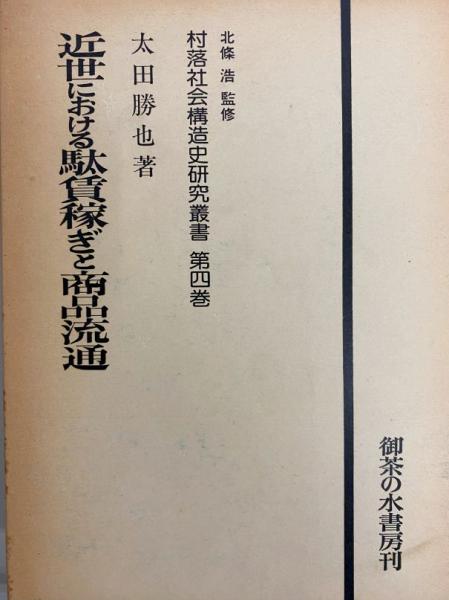 北條 浩 監修
村落社会構造史研究叢書 第四巻
太田勝也著
近世における駄賃稼ぎと商品流通
御茶の水書房刊